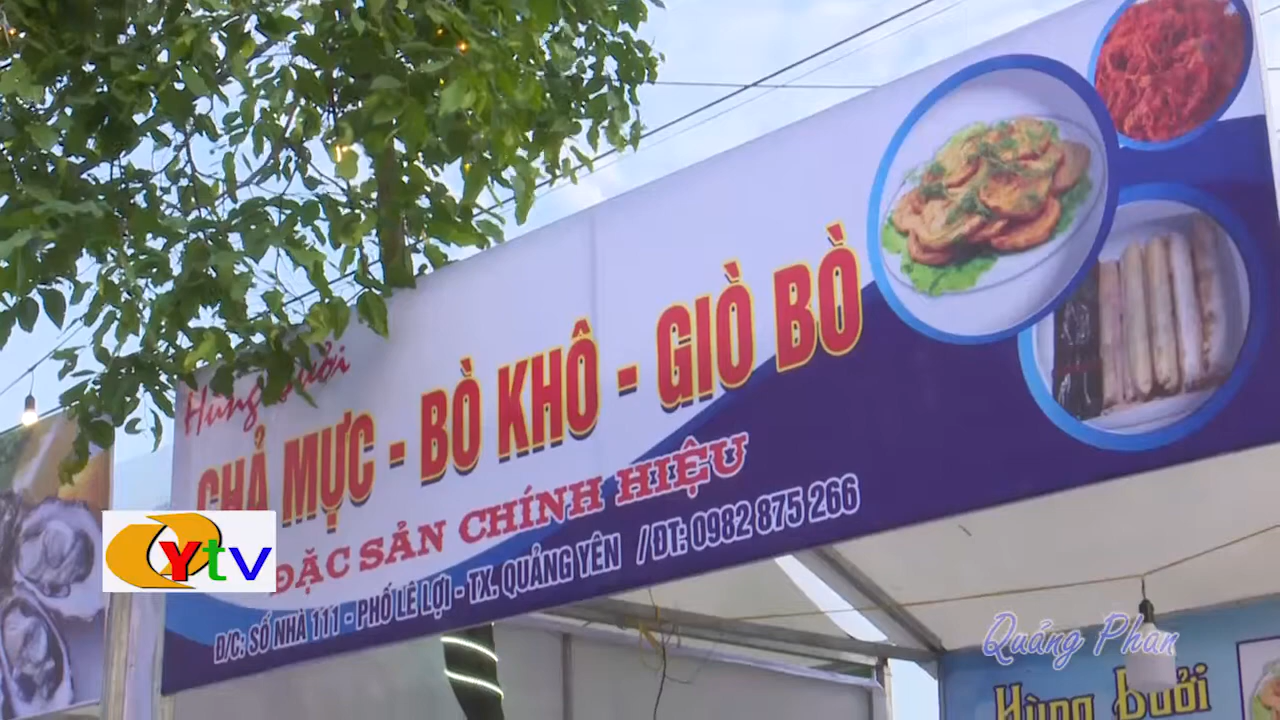 Hùng Bưởi
CHẢ MỰC - BÒ KHÔ - GIÒ BÒ
ĐẶC SẢN CHÍNH HIỆU
Đ/C: SỐ NHÀ 111 - PHỐ LÊ LỢI - TX. QUẢNG YÊN / ĐT: 0982 875 266
Ytv
Quảng Phan
Hùng bưởi